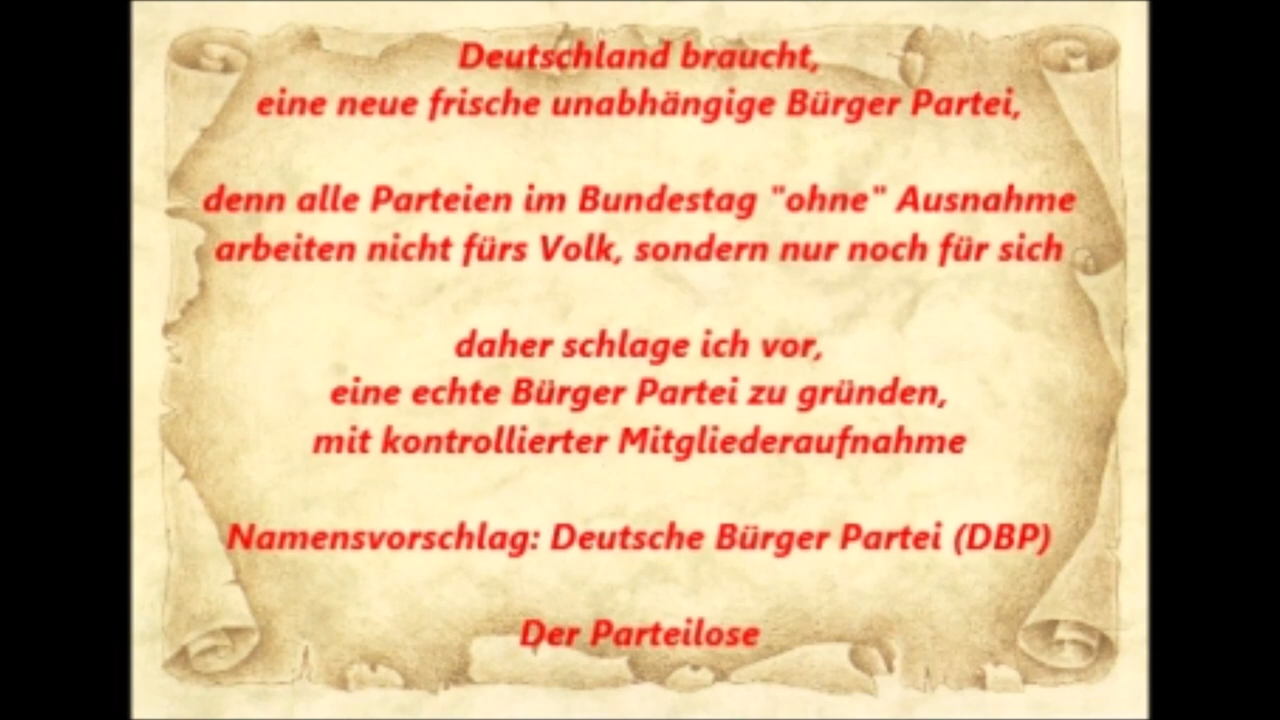 Deutschland braucht,
eine neue frische unabhängige Bürger Partei,
denn alle Parteien im Bundestag "ohne" Ausnahme
arbeiten nicht fürs Volk, sondern nur noch für sich
daher schlage ich vor,
eine echte Bürger Partei zu gründen,
mit kontrollierter Mitgliederaufnahme
Namensvorschlag: Deutsche Bürger Partei (DBP)
Der Parteilose